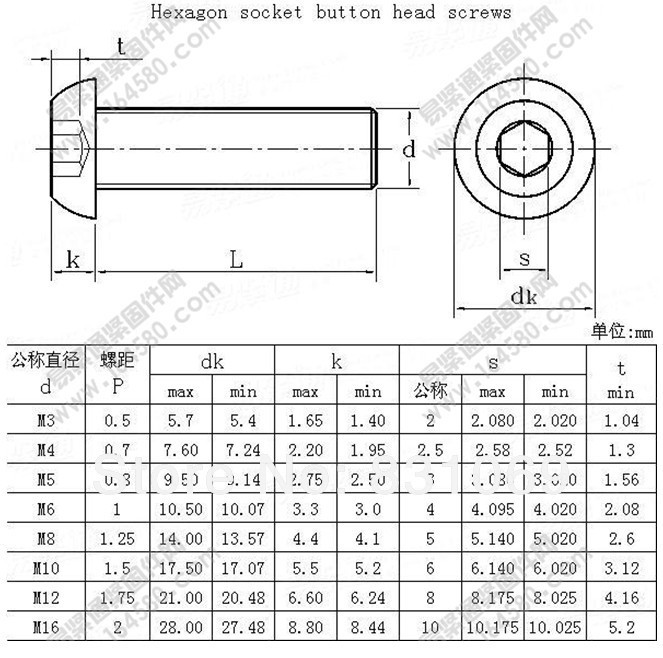 Hexagon socket button head screws
t
d
k
L
s
dk
单位:mm
公称直径 d 螺距 P dk k s t
max min max min 公称 max min min
M3 0.5 5.7 5.4 1.65 1.40 2 2.080 2.020 1.04
M4 0.7 7.60 7.24 2.20 1.95 2.5 2.58 2.52 1.3
M5 9.50 9.14 2.75 2.50 3 1.56
M6 1 10.50 10.07 3.3 3.0 4 4.095 4.020 2.08
M8 1.25 14.00 13.57 4.4 4.1 5 5.140 5.020 2.6
M10 1.5 17.50 17.07 5.5 5.2 6 6.140 6.020 3.12
M12 1.75 21.00 20.48 6.60 6.24 8 8.175 8.025 4.16
M16 2 28.00 27.48 8.80 8.44 10 10.175 10.025 5.2
易紧通紧固件网
www.164580.com